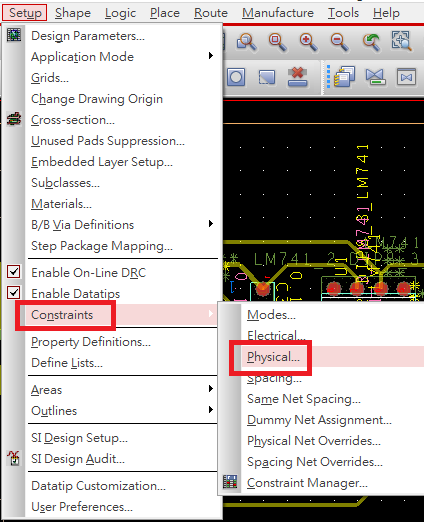 Setup Shape Logic Place Route Manufacture Tools Help
Design Parameters...
Application Mode
Grids...
Change Drawing Origin
Cross-section...
Unused Pads Suppression...
Embedded Layer Setup...
Subclasses...
Materials...
B/B Via Definitions
Step Package Mapping...
Enable On-Line DRC
Enable Datatips
Constraints
Property Definitions...
Define Lists...
Areas
Outlines
SI Design Setup...
SI Design Audit...
Datatip Customization...
User Preferences...
Modes...
Electrical...
Physical...
Spacing...
Same Net Spacing...
Dummy Net Assignment...
Physical Net Overrides...
Spacing Net Overrides...
Constraint Manager...
LM741
LM741_2
U1